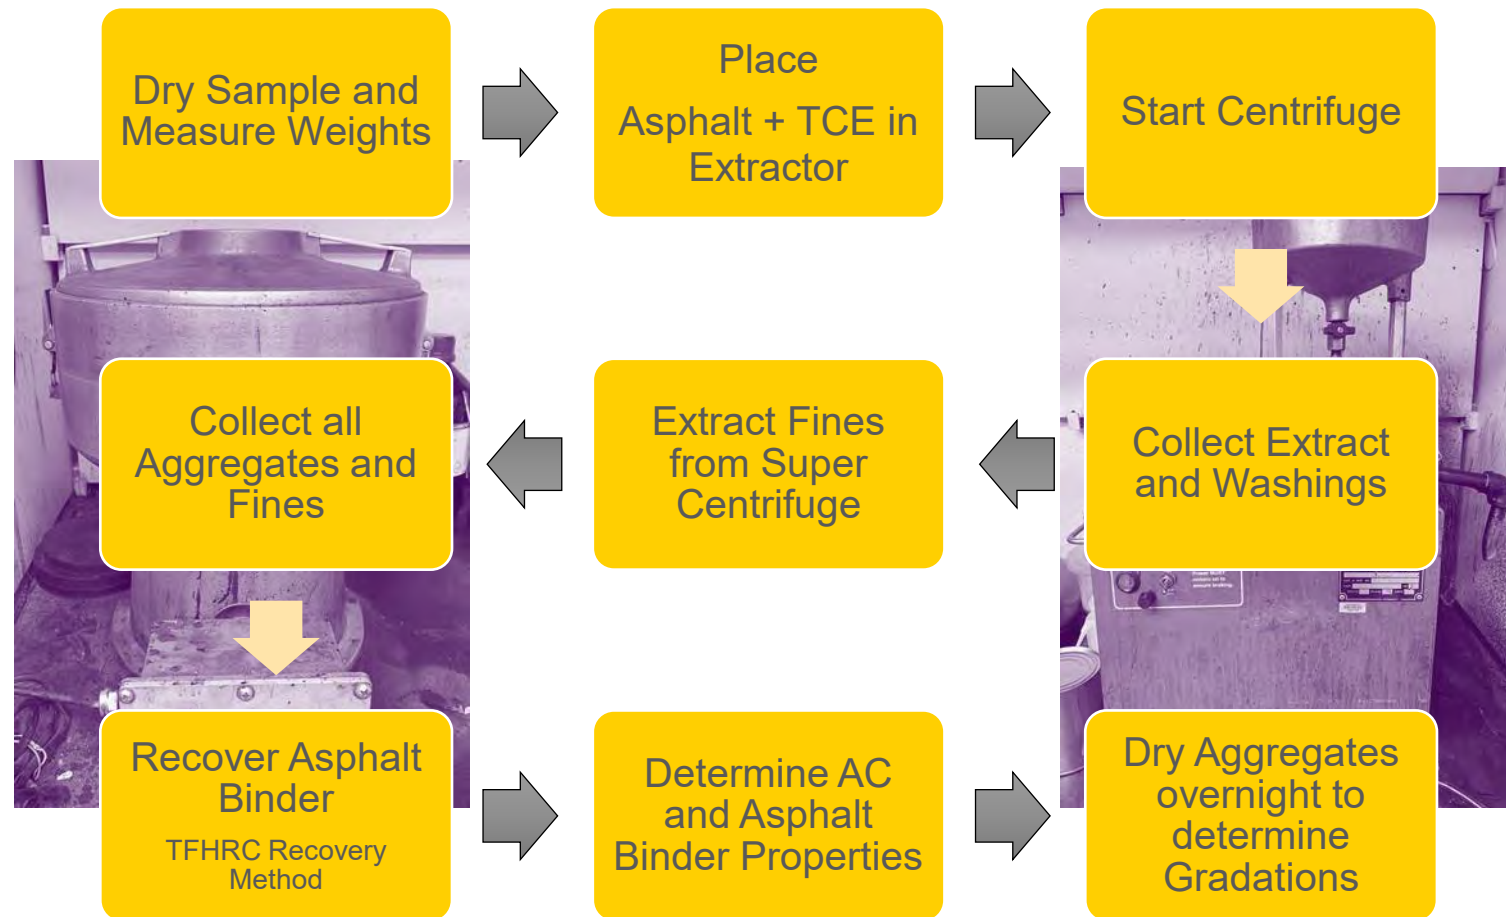 Dry Sample and
Measure Weights
Place
Asphalt + TCE in
Extractor
Start Centrifuge
Collect Extract
and Washings
Extract Fines
from Super
Centrifuge
Collect all
Aggregates and
Fines
Recover Asphalt
Binder
TFHRC Recovery
Method
Determine AC
and Asphalt
Binder Properties
Dry Aggregates
overnight to
determine
Gradations